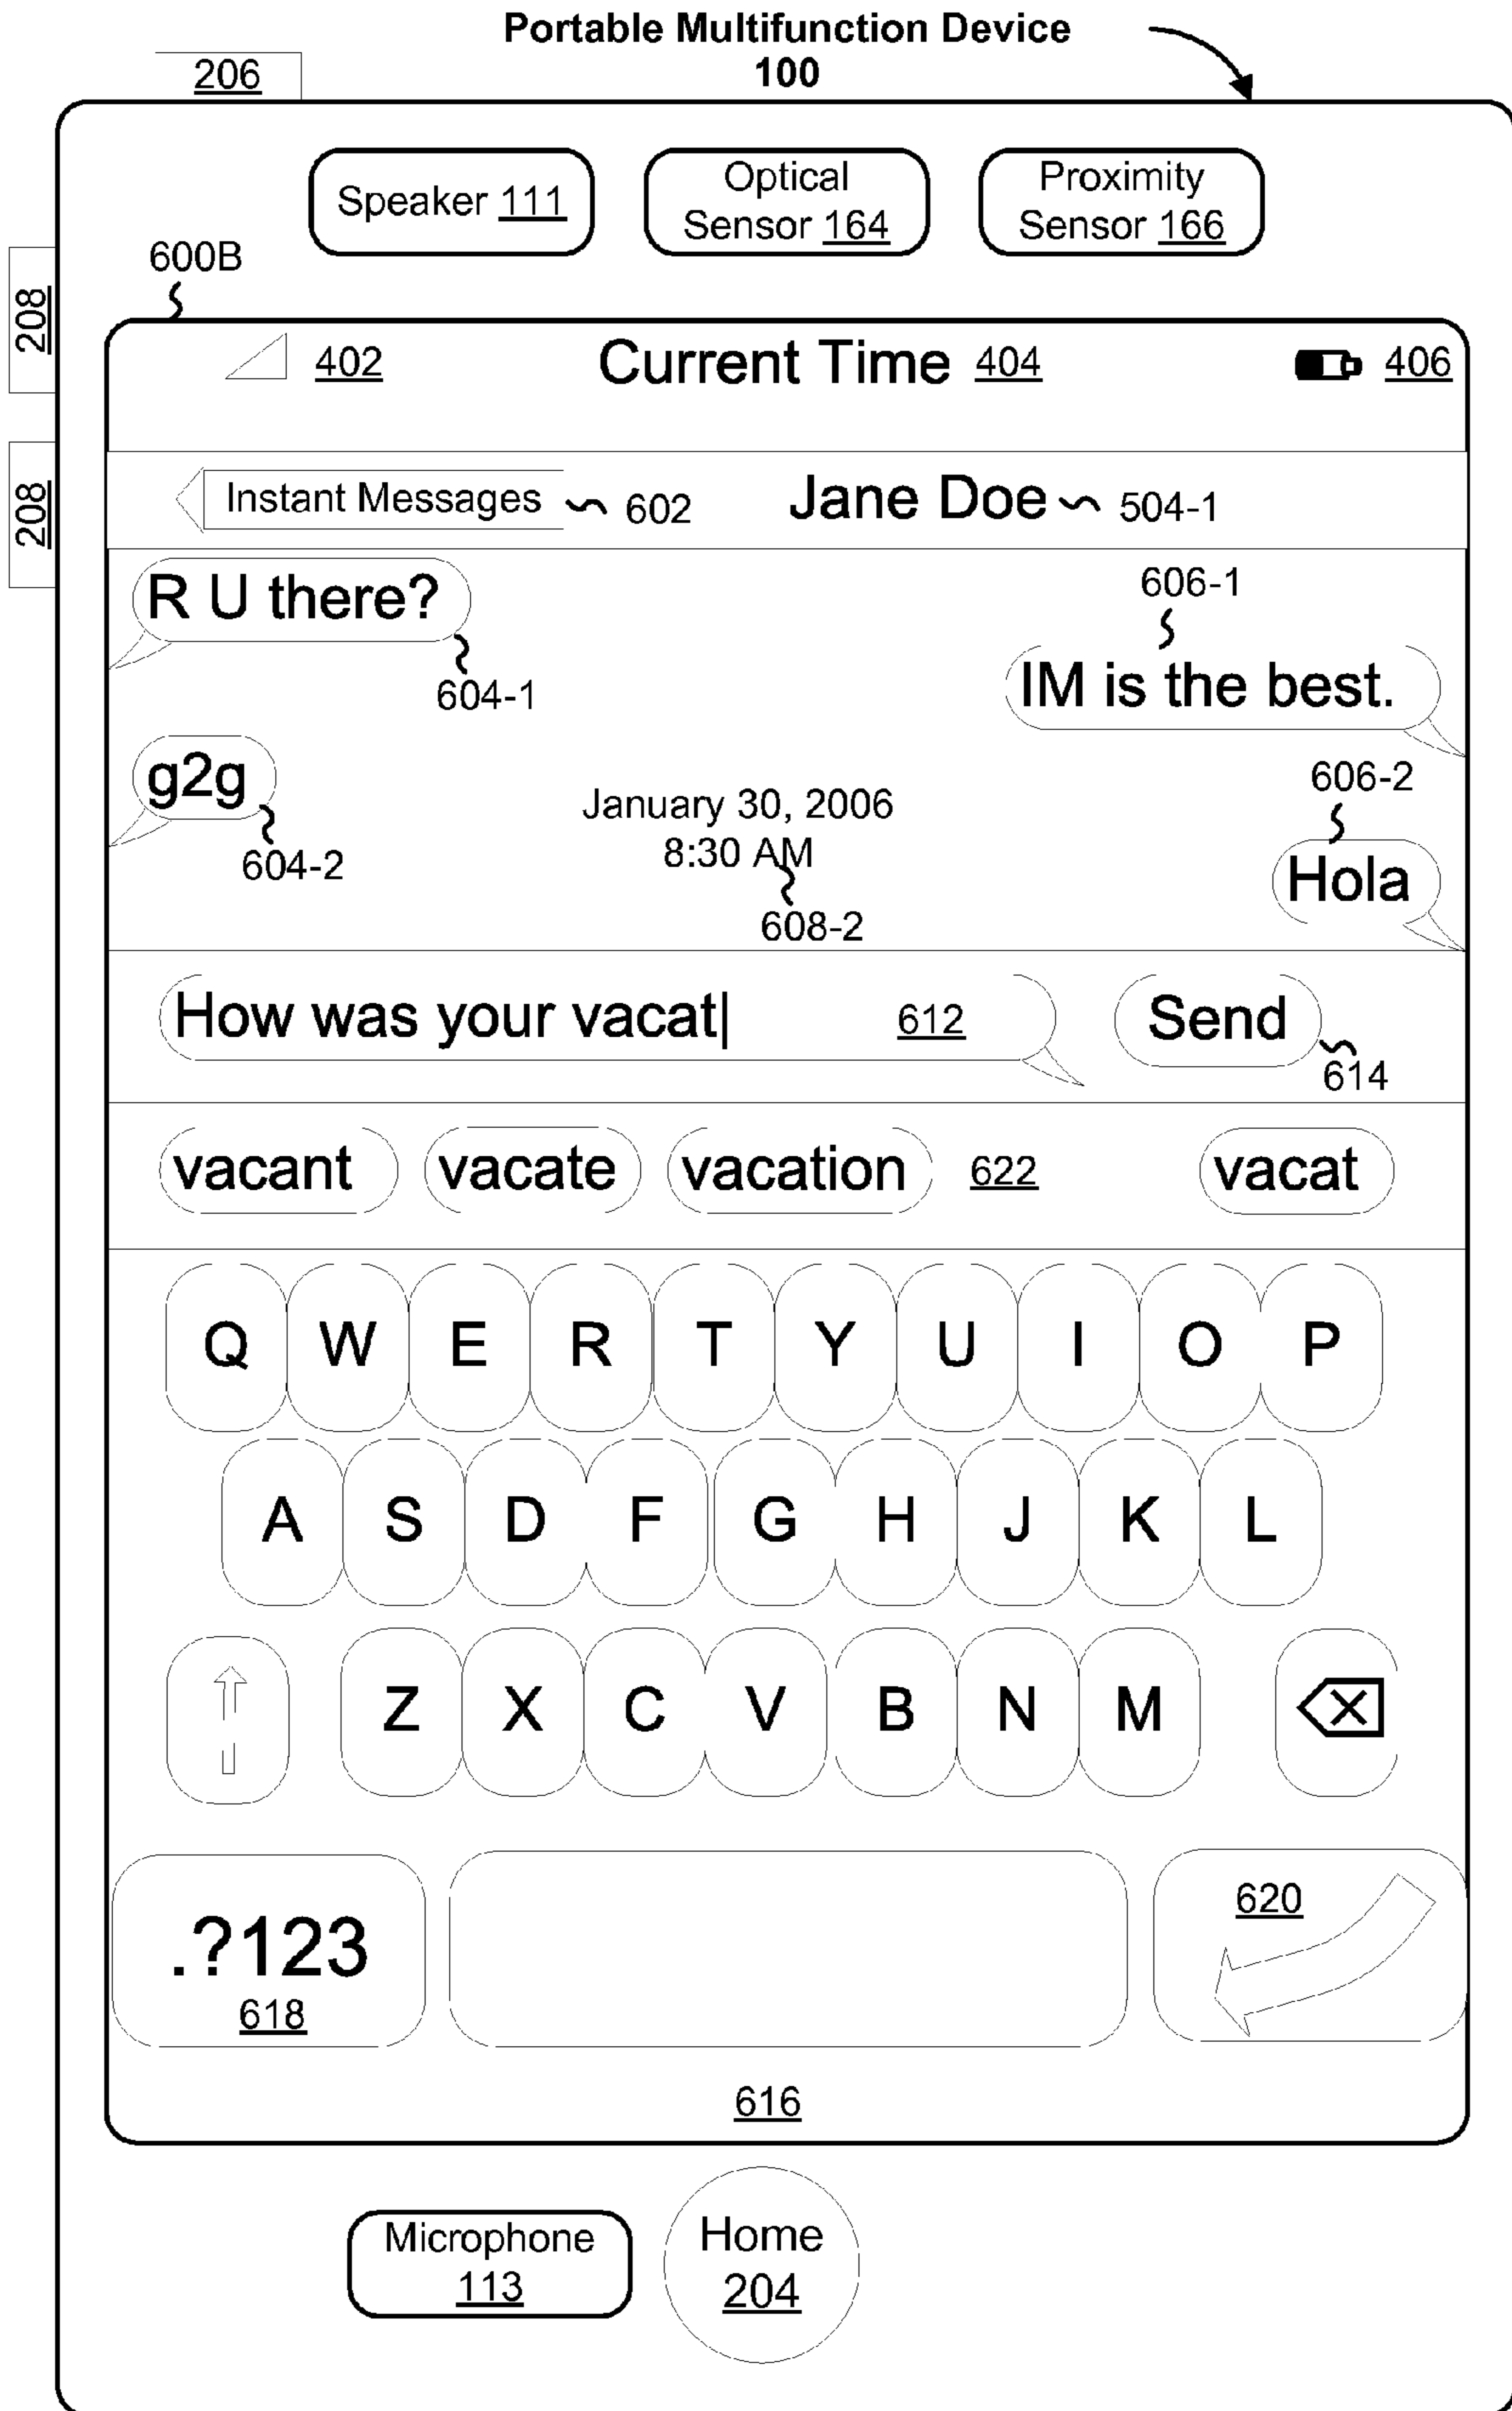 Portable Multifunction Device
100
206
Speaker 111
Optical
Sensor 164
Proximity
Sensor 166
600B
208
208
402
Current Time 404
406
Instant Messages
602
Jane Doe
504-1
R U there?
604-1
606-1
IM is the best.
g2g
604-2
January 30, 2006
8:30 AM
608-2
606-2
Hola
How was your vacat
612
Send
614
vacant
vacate
vacation
622
vacat
Q W E R T Y U I O P
A S D F G H J K L
Z X C V B N M
.?123
618
620
616
Microphone
113
Home
204